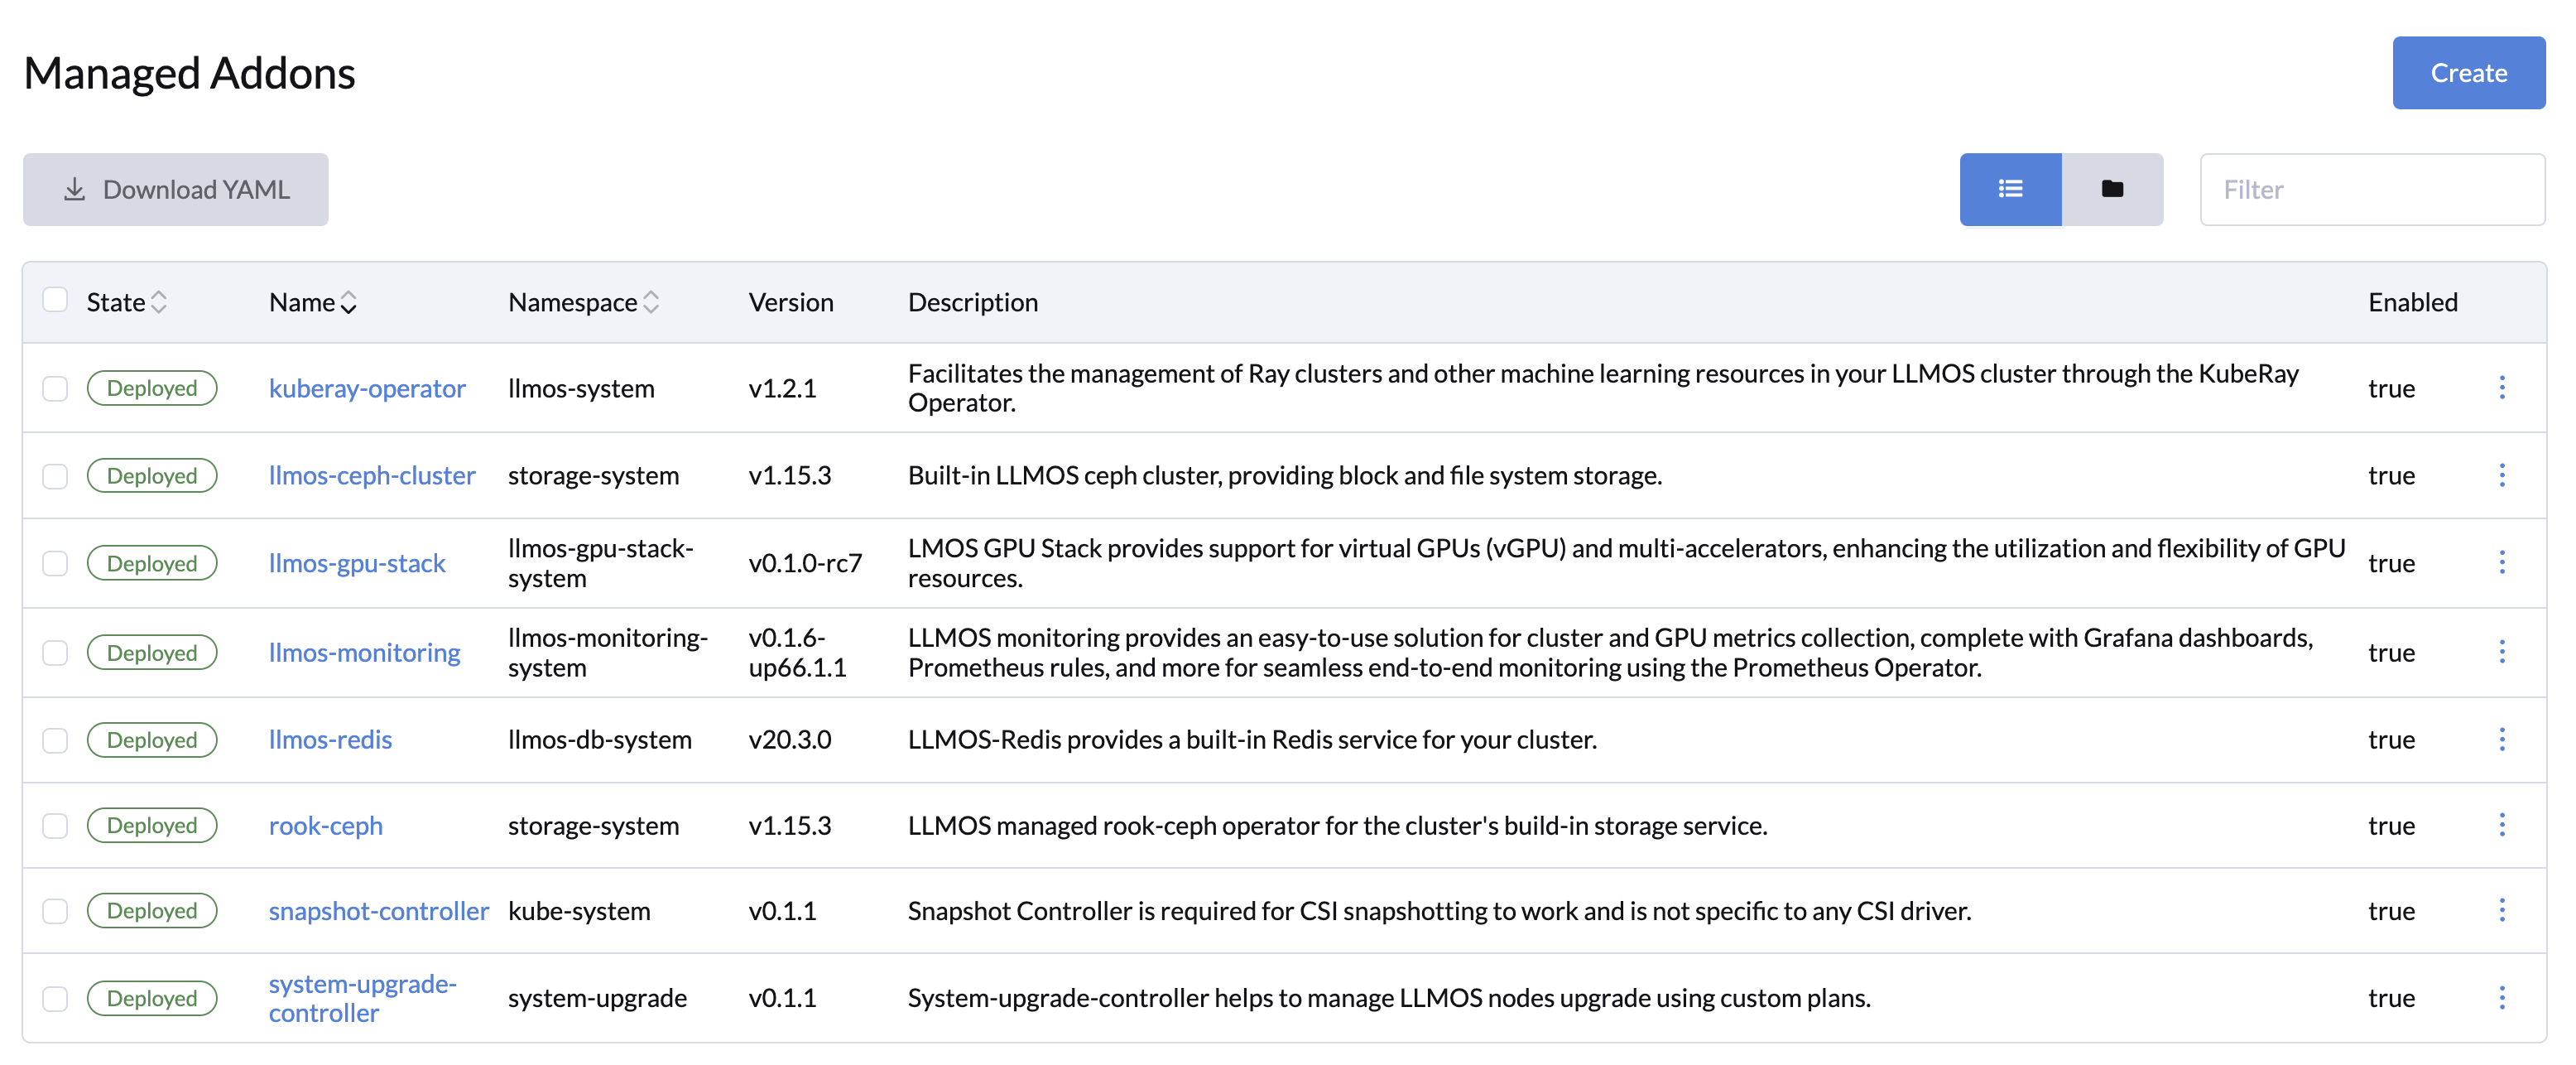 Managed Addons
Create
Download YAML
Filter
State Name Namespace Version Description Enabled
Deployed kuberay-operator llmos-system v1.2.1 Facilitates the management of Ray clusters and other machine learning resources in your LLMOS cluster through the KubeRay
Operator. true
Deployed llmos-ceph-cluster storage-system v1.15.3 Built-in LLMOS ceph cluster, providing block and file system storage. true
Deployed llmos-gpu-stack llmos-gpu-stack-
system v0.1.0-rc7 LMOS GPU Stack provides support for virtual GPUs (vGPU) and multi-accelerators, enhancing the utilization and flexibility of GPU
resources. true
Deployed llmos-monitoring llmos-monitoring-
system v0.1.6-
up66.1.1 LLMOS monitoring provides an easy-to-use solution for cluster and GPU metrics collection, complete with Grafana dashboards,
Prometheus rules, and more for seamless end-to-end monitoring using the Prometheus Operator. true
Deployed llmos-redis llmos-db-system v20.3.0 LLMOS-Redis provides a built-in Redis service for your cluster. true
Deployed rook-ceph storage-system v1.15.3 LLMOS managed rook-ceph operator for the cluster's build-in storage service. true
Deployed snapshot-controller kube-system v0.1.1 Snapshot Controller is required for CSI snapshotting to work and is not specific to any CSI driver. true
Deployed system-upgrade-
controller system-upgrade v0.1.1 System-upgrade-controller helps to manage LLMOS nodes upgrade using custom plans. true